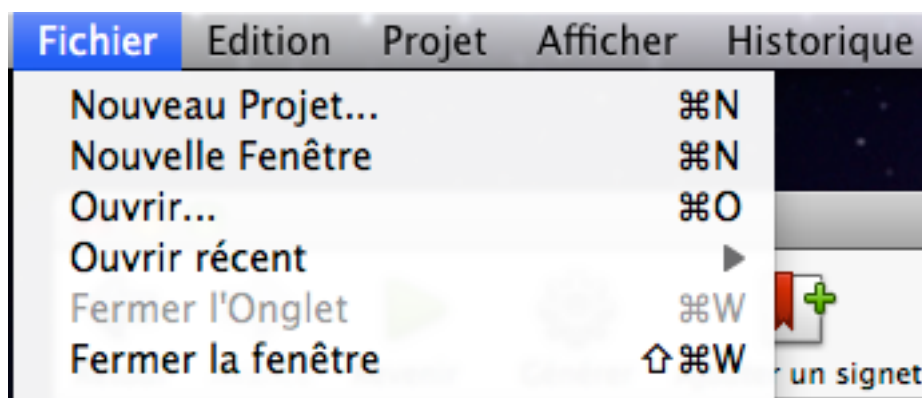 Fichier Edition Projet Afficher Historique
Nouveau Projet... ⌘N
Nouvelle Fenêtre ⌘N
Ouvrir... ⌘O
Ouvrir récent ▶
Fermer l'Onglet ⌘W
Fermer la fenêtre ⇧⌘W
un signet